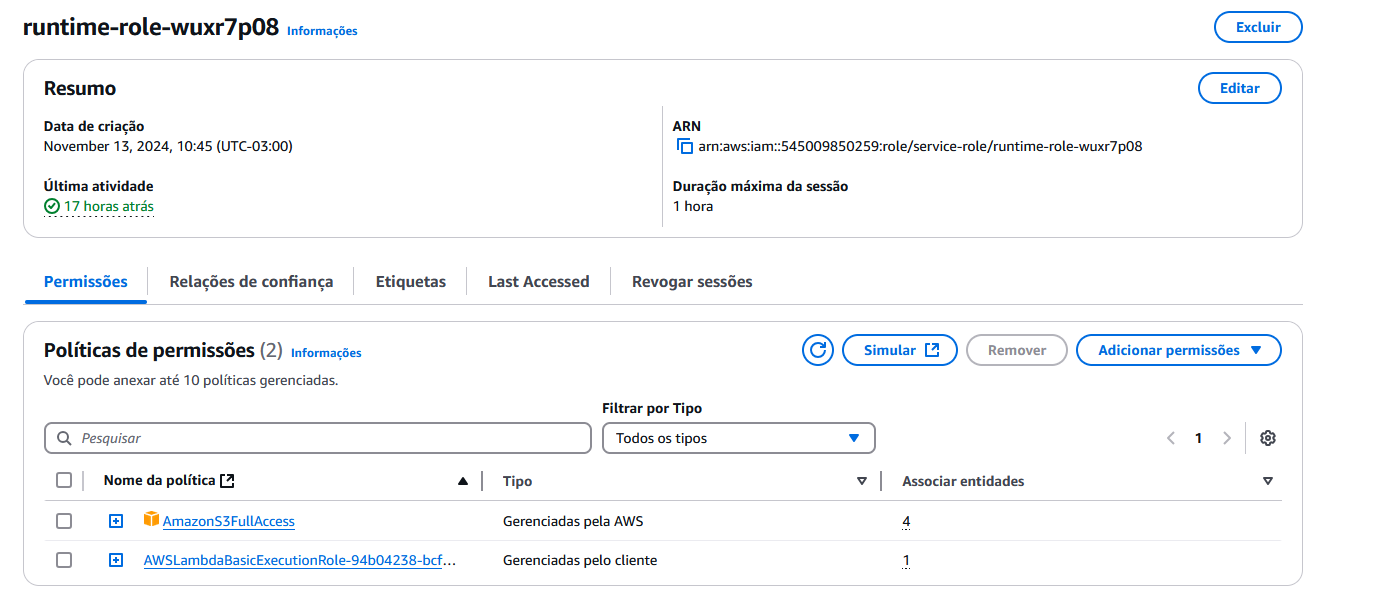 runtime-role-wuxr7p08 Informações
Excluir
Resumo
Editar
Data de criação
November 13, 2024, 10:45 (UTC-03:00)
ARN
arn:aws:iam::545009850259:role/service-role/runtime-role-wuxr7p08
Última atividade
17 horas atrás
Duração máxima da sessão
1 hora
Permissões
Relações de confiança
Etiquetas
Last Accessed
Revogar sessões
Políticas de permissões (2) Informações
Simular
Remover
Adicionar permissões
Você pode anexar até 10 políticas gerenciadas.
Filtrar por Tipo
Pesquisar
Todos os tipos
1
Nome da política
Tipo
Associar entidades
AmazonS3FullAccess
Gerenciadas pela AWS
4
AWSLambdaBasicExecutionRole-94b04238-bcf...
Gerenciadas pelo cliente
1